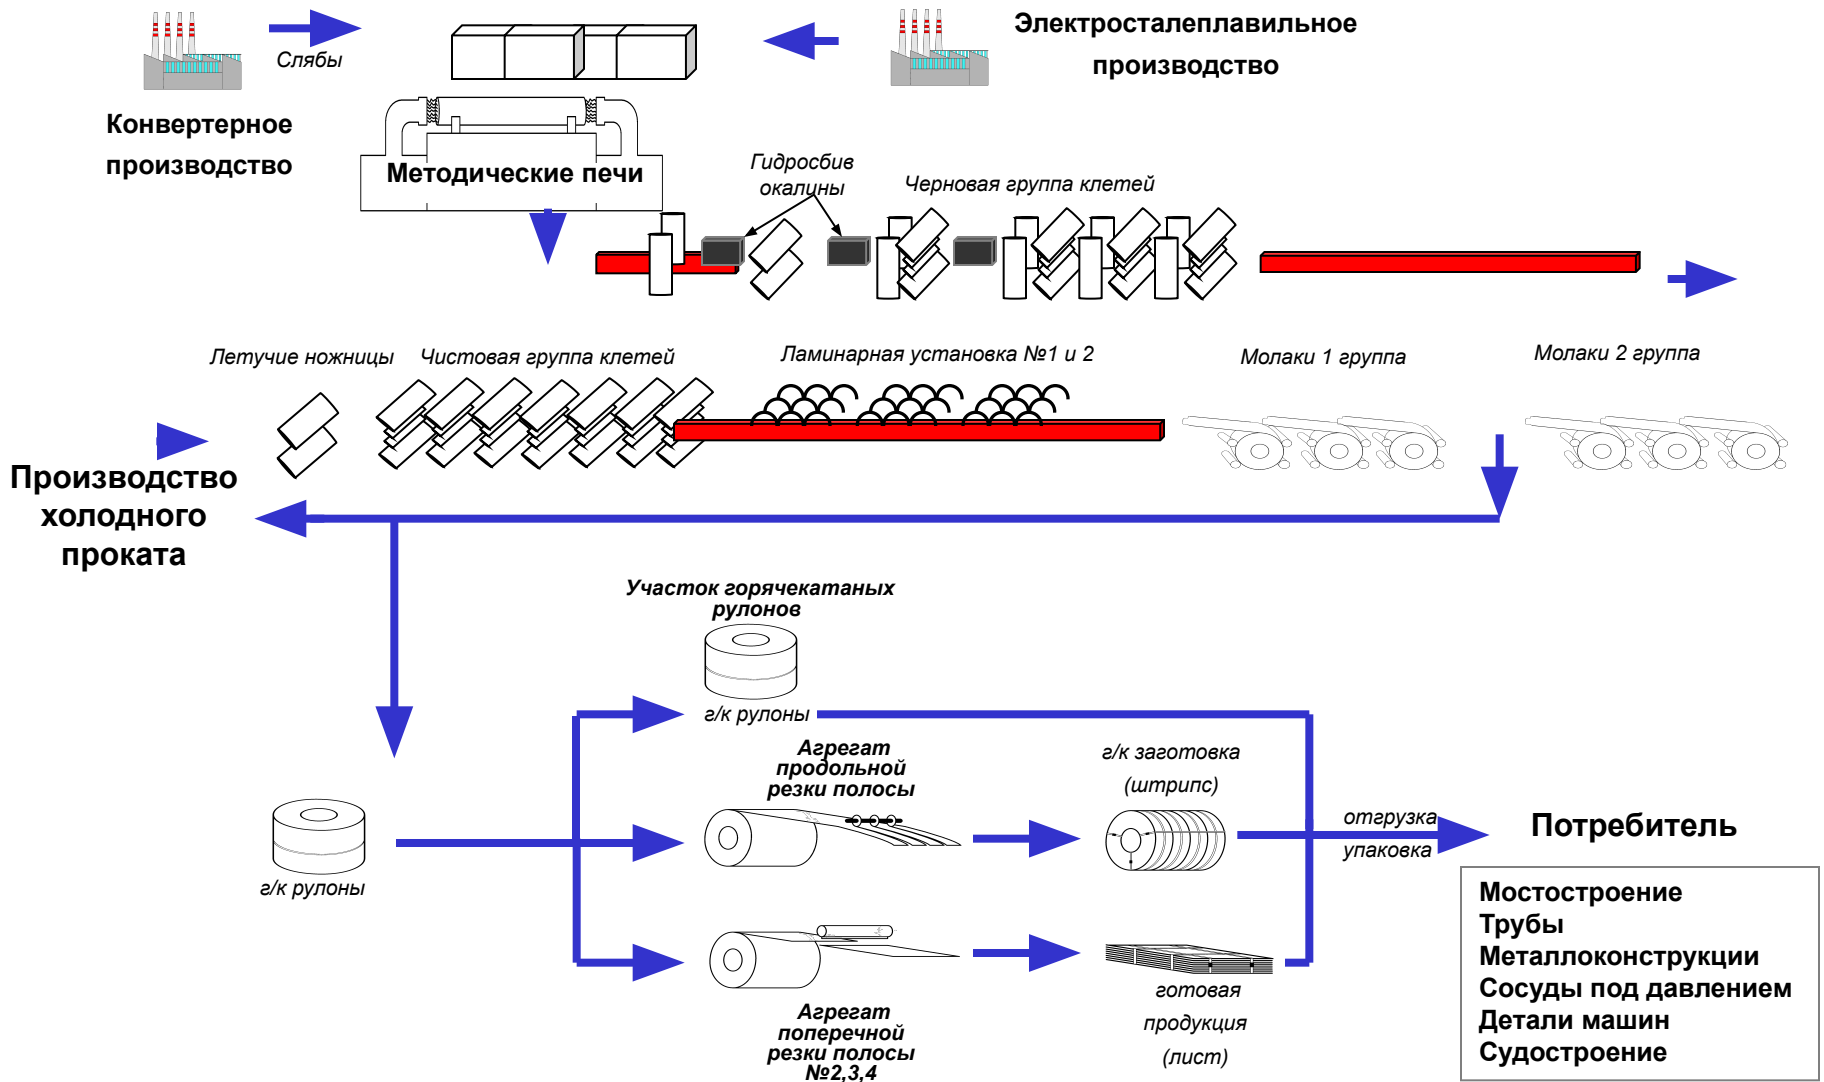 Электросталеплавильное
производство
Слябы
Конвертерное
производство
Методические печи
Гидросбив
окалины
Черновая группа клетей
Летучие ножницы
Чистовая группа клетей
Ламинарная установка №1 и 2
Молаки 1 группа
Молаки 2 группа
Производство
холодного
проката
Участок горячекатаных
рулонов
г/к рулоны
Агрегат
продольной
резки полосы
г/к заготовка
(штрипс)
отгрузка
упаковка
Потребитель
г/к рулоны
Мостостроение
Трубы
Металлоконструкции
Сосуды под давлением
Детали машин
Судостроение
Агрегат
поперечной
резки полосы
№2,3,4
готовая
продукция
(лист)